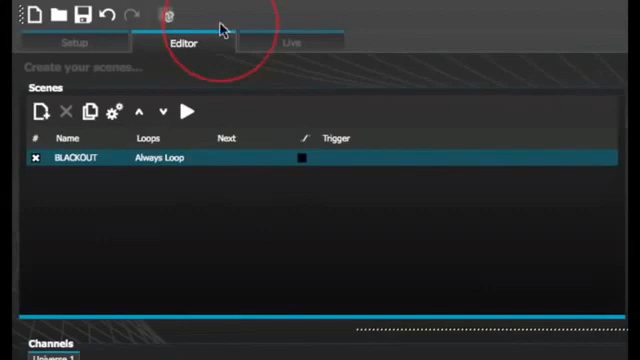 Setup Editor Live
Create your scenes...
Scenes
# Name Loops Next Trigger
BLACKOUT Always Loop
Channels
Universe 1